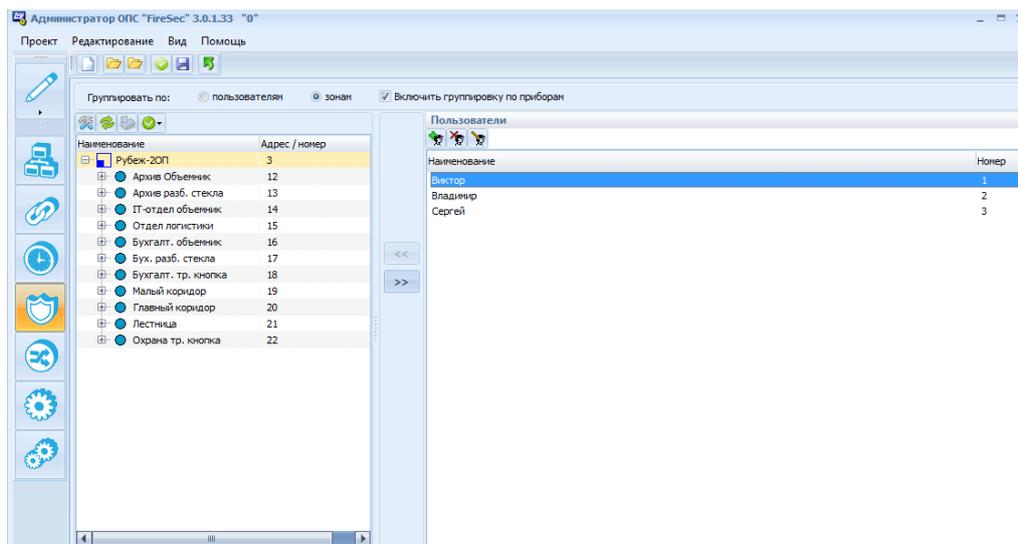 Администратор ОПС "FireSec" 3.0.1.33 "0"
Проект Редактирование Вид Помощь
Группировать по: пользователям зонам Включить группировку по приборам
Пользователи
Наименование Адрес / номер
Наименование Номер
Рубеж-2ОП 3
Архив Объемник 12
Архив разб. стекла 13
IT-отдел объемник 14
Отдел логистики 15
Бухгалт. объемник 16
Бух. разб. стекла 17
Бухгалт. тр. кнопка 18
Малый коридор 19
Главный коридор 20
Лестница 21
Охрана тр. кнопка 22
<<
>>
Виктор 1
Владимир 2
Сергей 3